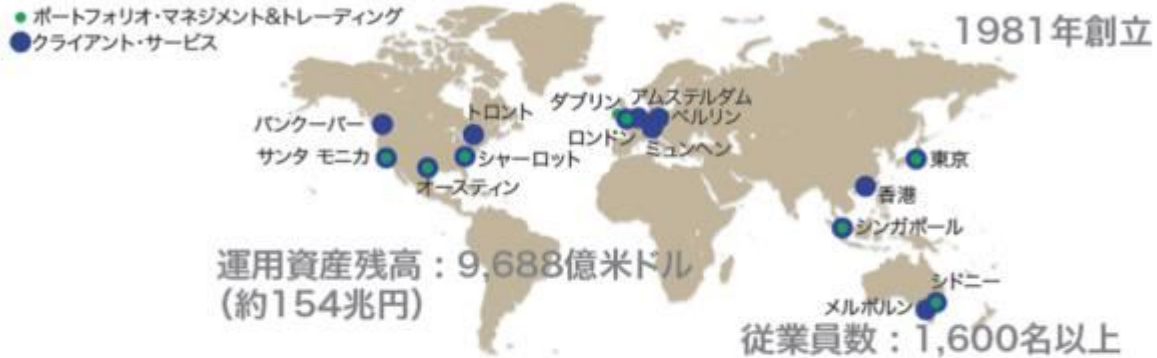 ポートフォリオ・マネジメント&トレーディング
クライアント・サービス
1981年創立
バンクーバー
トロント
サンタ モニカ
シャーロット
オースティン
ダブリン
アムステルダム
ベルリン
ロンドン
ミュンヘン
東京
香港
シンガポール
シドニー
メルボルン
運用資産残高：9,688億米ドル
（約154兆円）
従業員数：1,600名以上